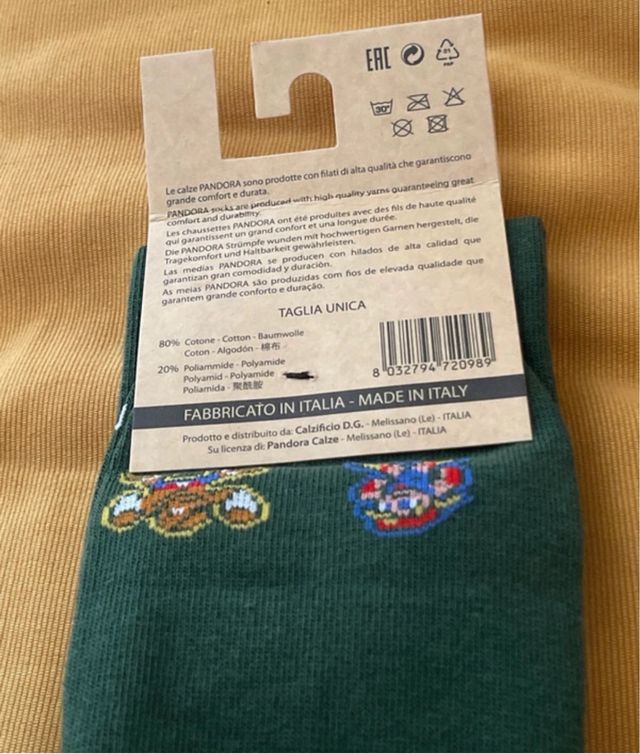 EAC
21
PAP
30°
Le calze PANDORA sono prodotte con filati di alta qualità che garantiscono
grande comfort e durata.
PANDORA socks are produced with high quality yarns guaranteeing great
comfort and durability.
Les chaussettes PANDORA ont été produites avec des fils de haute qualité
qui garantissent un grand confort et una longue durée.
Die PANDORA Strümpfe wunden mit hochwertigen Garnen hergestelt, die
Tragekomfort und Haltbarkeit gewährleisten.
Las medias PANDORA se producen con hilados de alta calidad que
garantizan gran comodidad y duraciòn.
As meias PANDORA são produzidas com fios de elevada qualidade que
garantem grande conforto e duração.
TAGLIA UNICA
80% Cotone - Cotton - Baumwolle
Coton - Algodón - 棉布
20% Poliammide - Polyamide
Polyamid - Polyamide
Poliamida - 聚酰胺
8 032794 720989
FABBRICATO IN ITALIA - MADE IN ITALY
Prodotto e distribuito da: Calzificio D.G. - Melissano (Le) - ITALIA
Su licenza di: Pandora Calze - Melissano (Le) - ITALIA